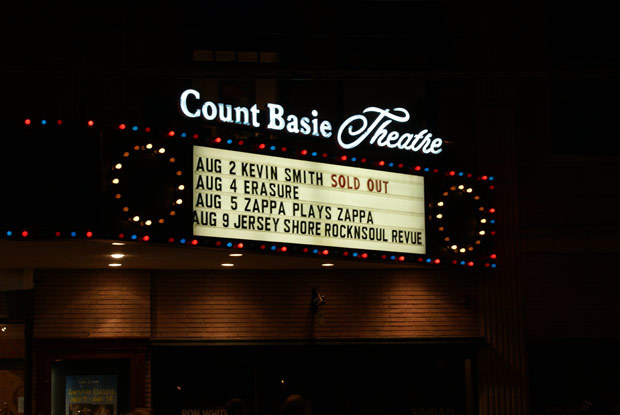 Count Basie Theatre
AUG 2 KEVIN SMITH SOLD OUT
AUG 4 ERASURE
AUG 5 ZAPPA PLAYS ZAPPA
AUG 9 JERSEY SHORE ROCKNSOUL REVUE